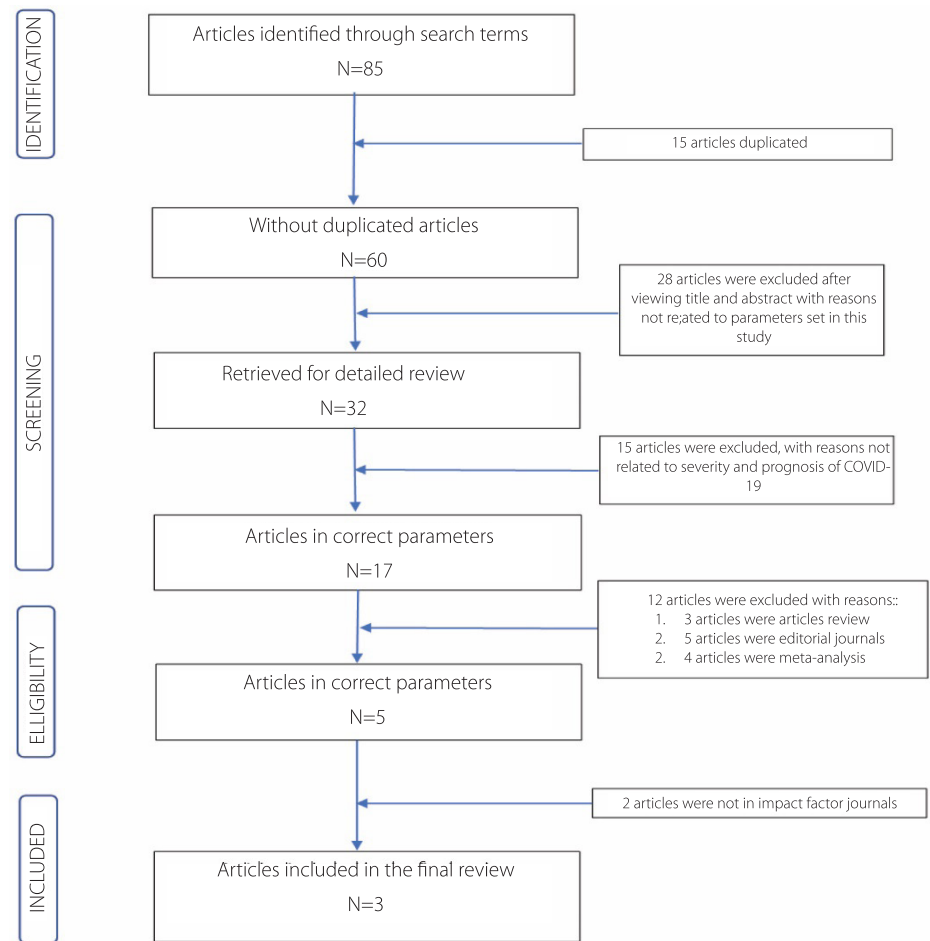 IDENTIFICATION
Articles identified through search terms
N=85
15 articles duplicated
SCREENING
Without duplicated articles
N=60
28 articles were excluded after
viewing title and abstract with reasons
not re;ated to parameters set in this
study
Retrieved for detailed review
N=32
15 articles were excluded, with reasons not
related to severity and prognosis of COVID-
19
Articles in correct parameters
N=17
ELLIGIBILITY
12 articles were excluded with reasons::
1. 3 articles were articles review
2. 5 articles were editorial journals
2. 4 articles were meta-analysis
Articles in correct parameters
N=5
INCLUDED
2 articles were not in impact factor journals
Articles included in the final review
N=3